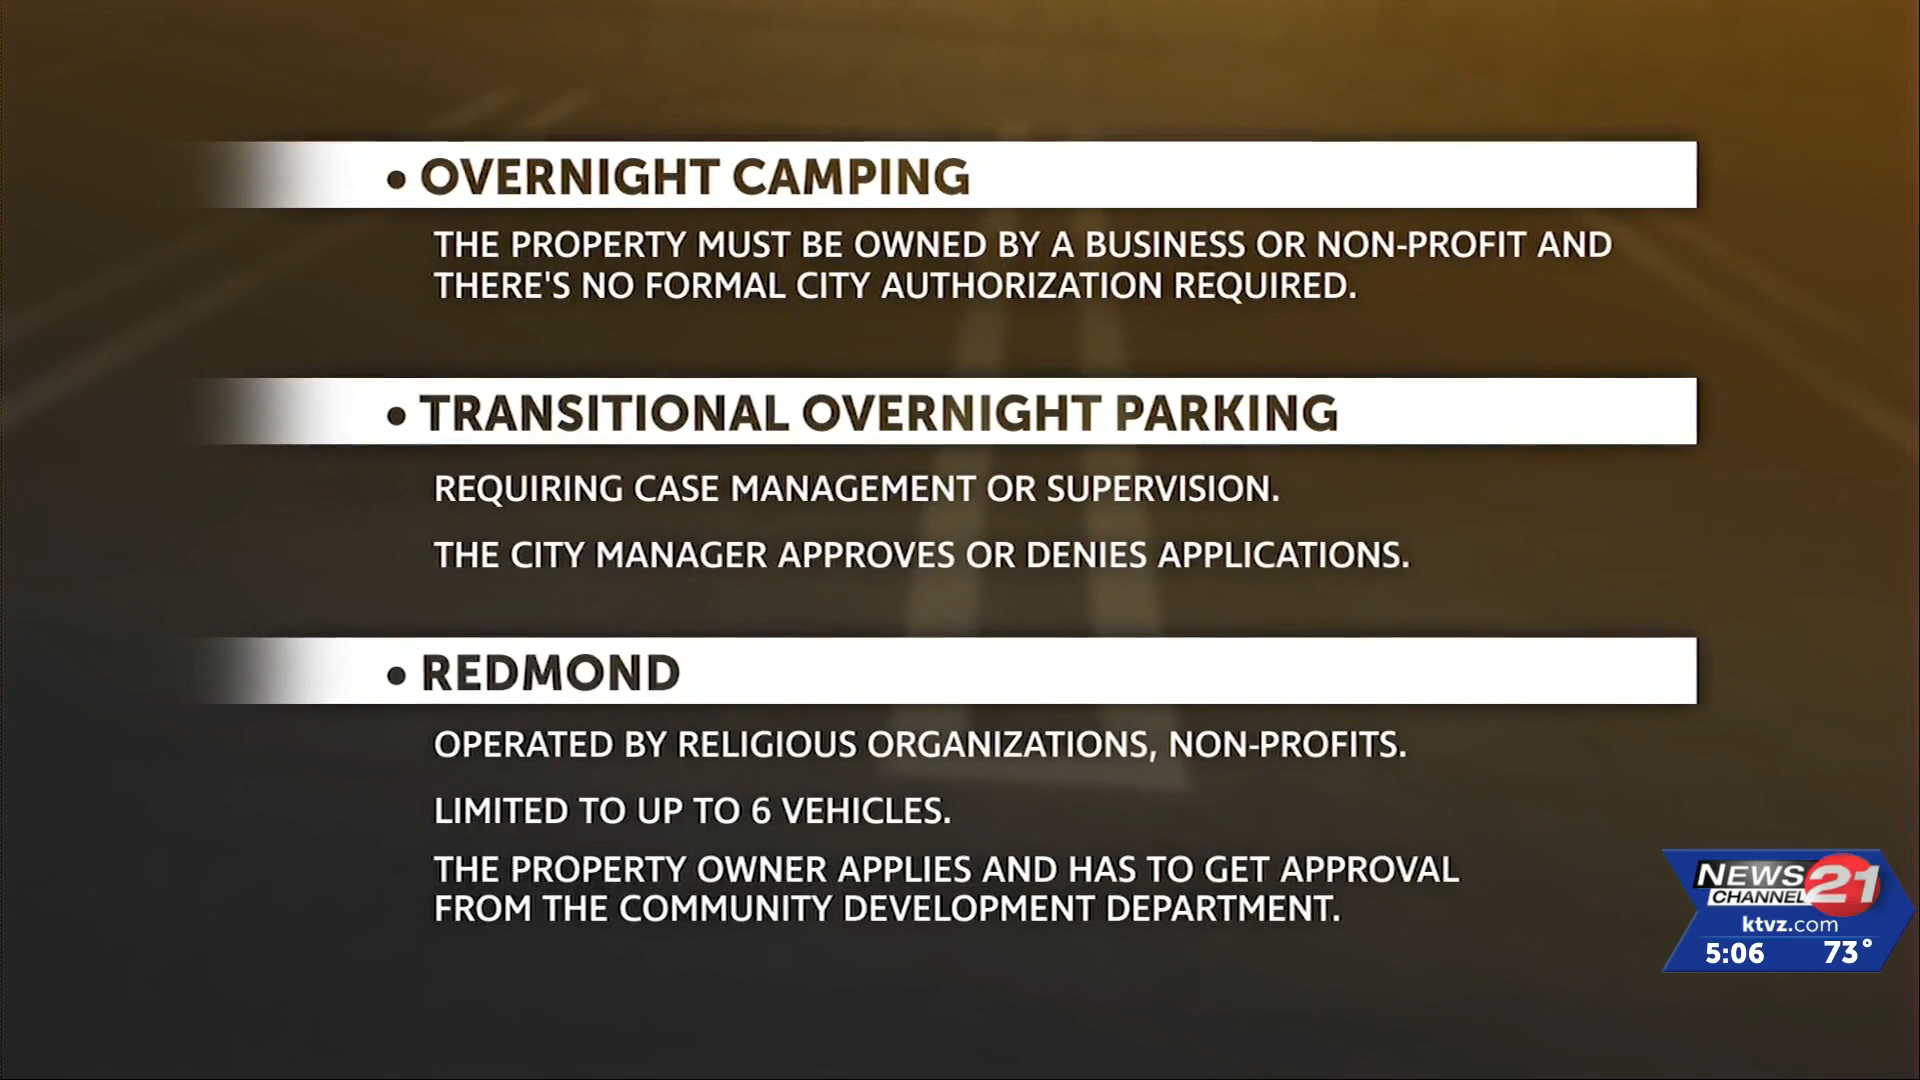 • OVERNIGHT CAMPING
THE PROPERTY MUST BE OWNED BY A BUSINESS OR NON-PROFIT AND
THERE'S NO FORMAL CITY AUTHORIZATION REQUIRED.
• TRANSITIONAL OVERNIGHT PARKING
REQUIRING CASE MANAGEMENT OR SUPERVISION.
THE CITY MANAGER APPROVES OR DENIES APPLICATIONS.
• REDMOND
OPERATED BY RELIGIOUS ORGANIZATIONS, NON-PROFITS.
LIMITED TO UP TO 6 VEHICLES.
THE PROPERTY OWNER APPLIES AND HAS TO GET APPROVAL
FROM THE COMMUNITY DEVELOPMENT DEPARTMENT.
NEWS
CHANNEL 21
ktvz.com
5:06 73°